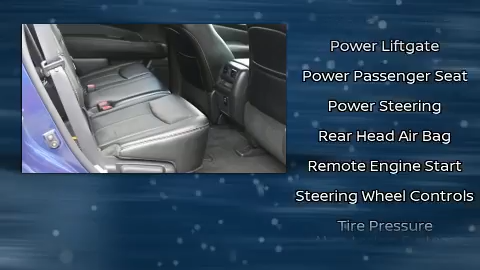 Power Liftgate
Power Passenger Seat
Power Steering
Rear Head Air Bag
Remote Engine Start
Steering Wheel Controls
Tire Pressure